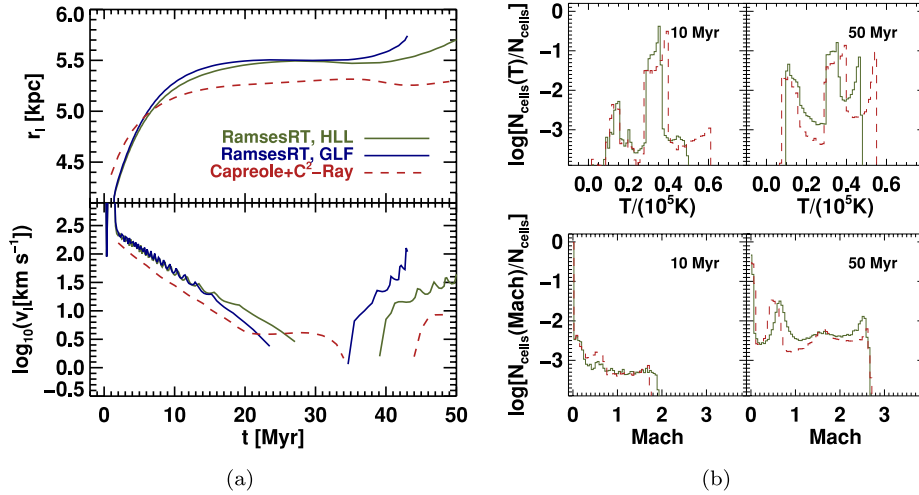 r_I [kpc]
6.0
5.5
5.0
4.5
RamsesRT, HLL
RamsesRT, GLF
Capreole+C²−Ray
log₁₀(v_I[km s⁻¹])
2.5
2.0
1.5
1.0
0.5
0.0
−0.5
0 10 20 30 40 50
t [Myr]
(a)
log[N_cells(T)/N_cells]
0
−1
−2
−3
10 Myr
50 Myr
0.0 0.2 0.4 0.6
T/(10⁵K)
0.0 0.2 0.4 0.6
T/(10⁵K)
log[N_cells(Mach)/N_cells]
0
−1
−2
−3
10 Myr
50 Myr
0 1 2 3
Mach
0 1 2 3
Mach
(b)